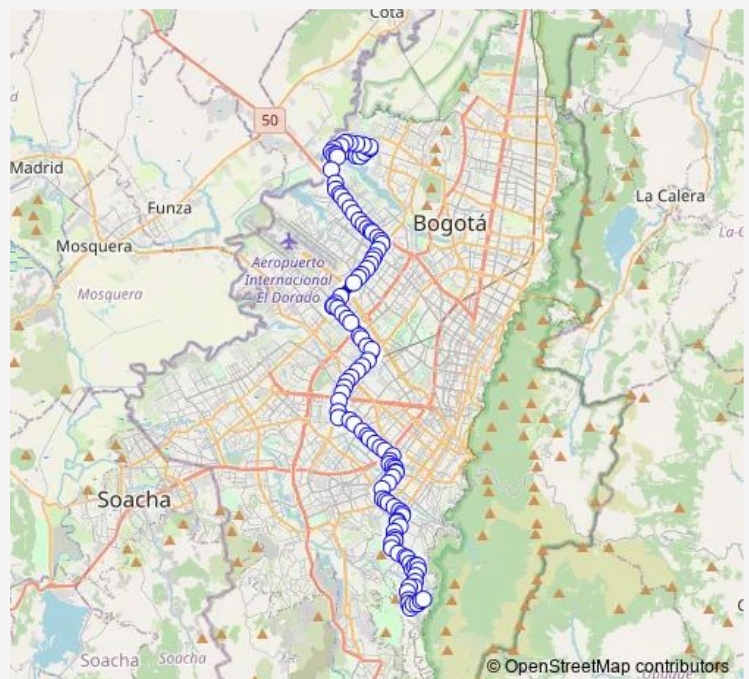 Cota
50
Madrid
Funza
La Calera
Bogotá
Mosquera
Aeropuerto
Internacional
El Dorado
Mosquera
Soacha
Soacha
Soacha
© OpenStreetMap contributors